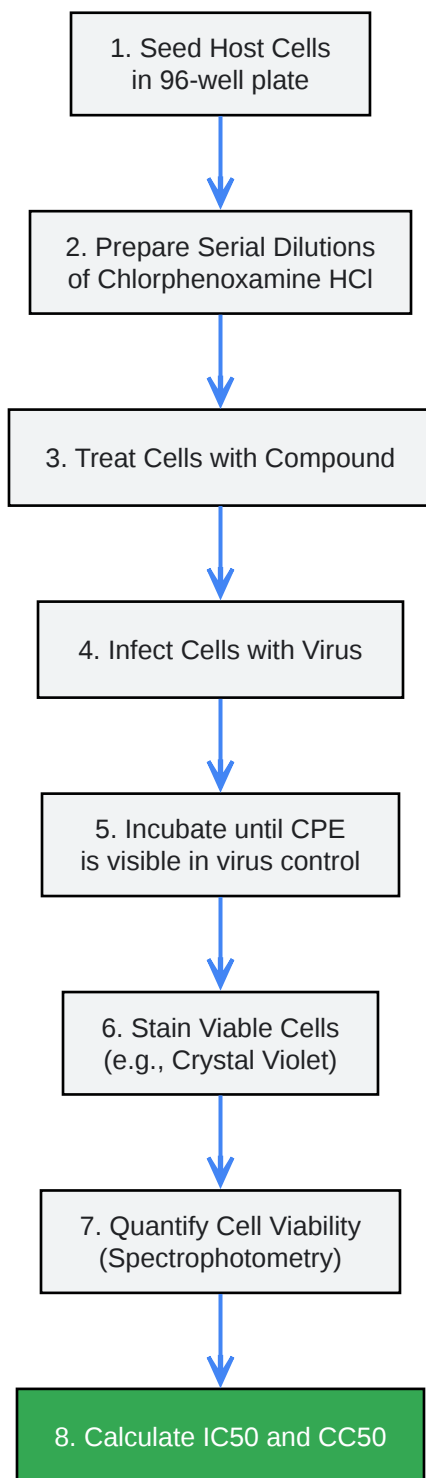 1. Seed Host Cells
in 96-well plate
2. Prepare Serial Dilutions
of Chlorphenoxamine HCl
3. Treat Cells with Compound
4. Infect Cells with Virus
5. Incubate until CPE
is visible in virus control
6. Stain Viable Cells
(e.g., Crystal Violet)
7. Quantify Cell Viability
(Spectrophotometry)
8. Calculate IC50 and CC50